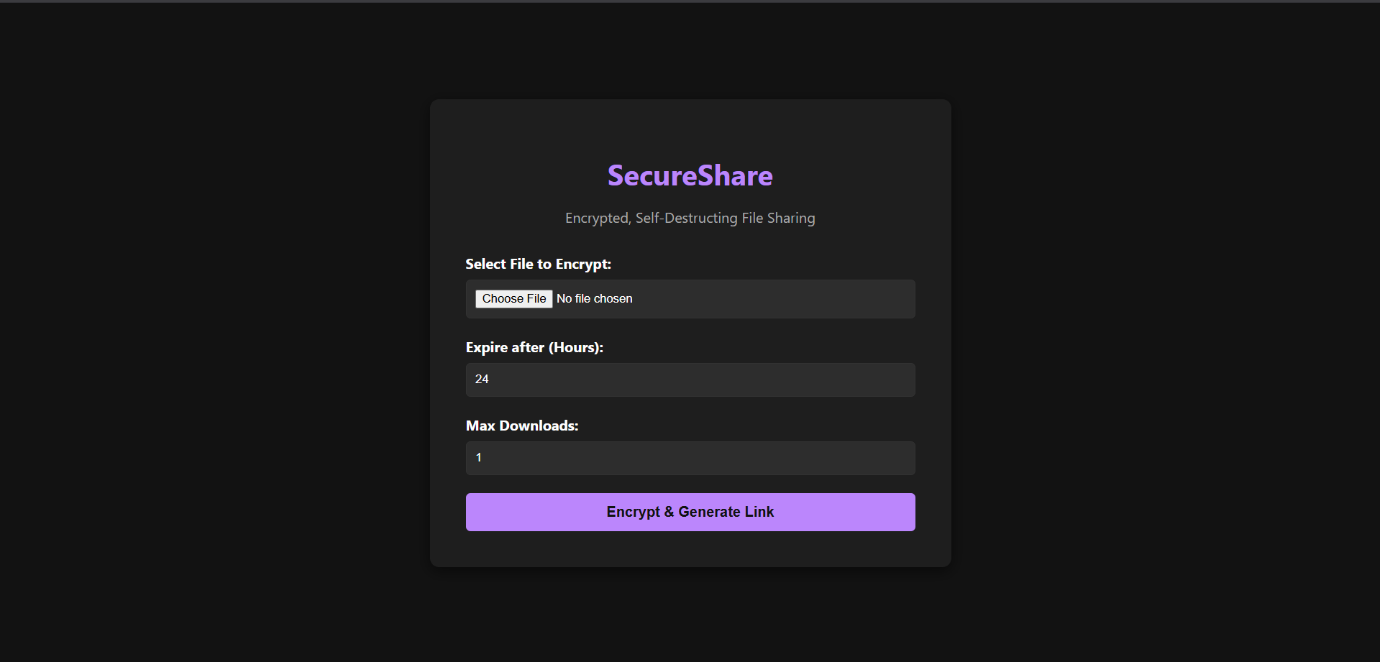 SecureShare
Encrypted, Self-Destructing File Sharing
Select File to Encrypt:
Choose File No file chosen
Expire after (Hours):
24
Max Downloads:
1
Encrypt & Generate Link